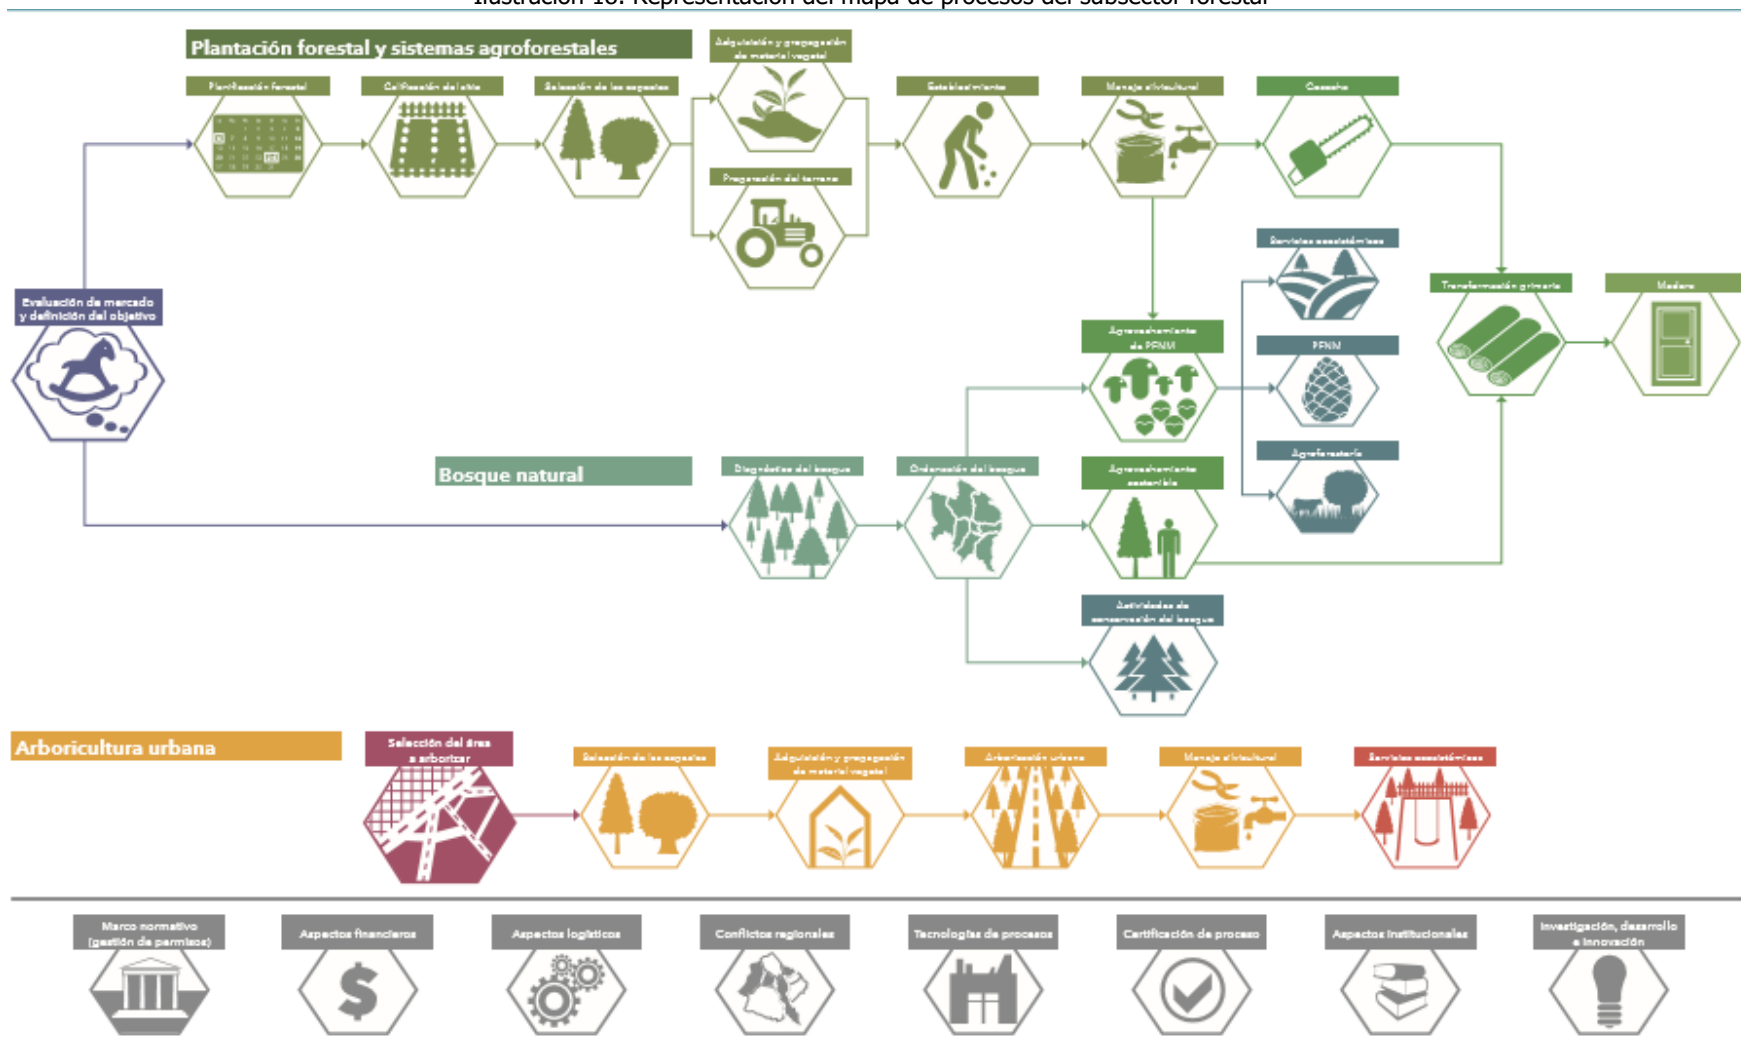 Ilustración 16. Representación del mapa de procesos del subsector forestal
Plantación forestal y sistemas agroforestales
Planificación forestal
Calificación del sitio
Selección de las especies
Adquisición y propagación
de material vegetal
Preparación del terreno
Establecimiento
Manejo silvicultural
Cosecha
Servicios ecosistémicos
Evaluación de mercado
y definición del objetivo
Transformación primaria
Madera
Aprovechamiento
de PFNM
PFNM
Agroforestería
Bosque natural
Diagnóstico del bosque
Ordenación del bosque
Aprovechamiento
sostenible
Actividades de
conservación del bosque
Arboricultura urbana
Selección del área
a arborizar
Selección de las especies
Adquisición y propagación
de material vegetal
Arborización urbana
Manejo silvicultural
Servicios ecosistémicos
Marco normativo
(gestión de permisos)
Aspectos financieros
Aspectos logísticos
Conflictos regionales
Tecnologías de procesos
Certificación de proceso
Aspectos institucionales
Investigación, desarrollo
e innovación